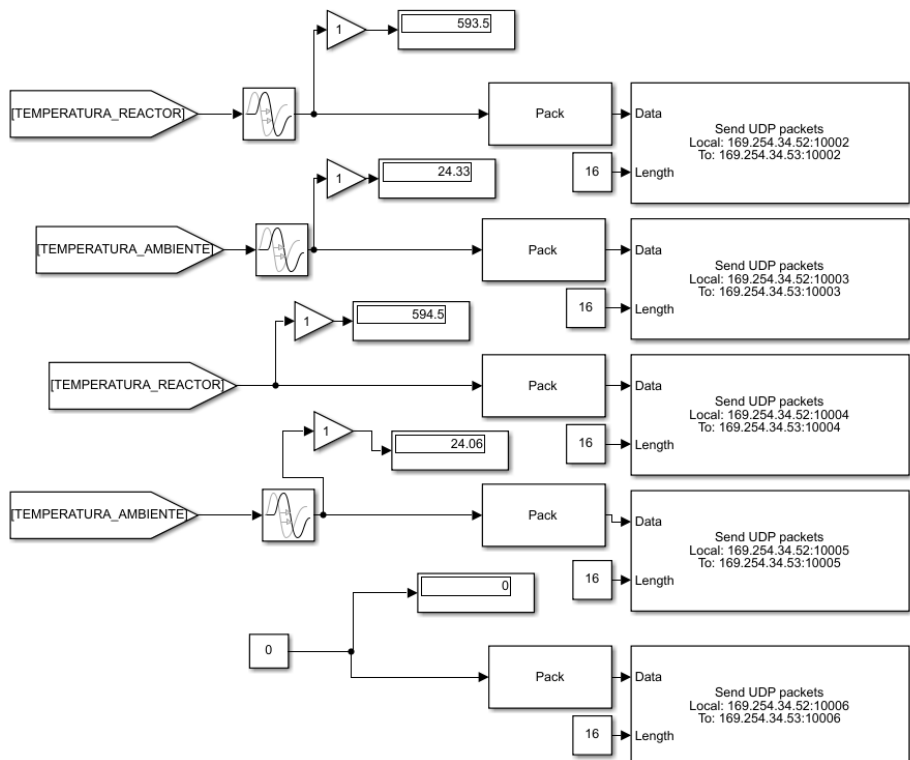 1
593.5
[TEMPERATURA_REACTOR]
Pack
Data
Send UDP packets
Local: 169.254.34.52:10002
To: 169.254.34.53:10002
16
Length
1
24.33
[TEMPERATURA_AMBIENTE]
Pack
Data
Send UDP packets
Local: 169.254.34.52:10003
To: 169.254.34.53:10003
16
Length
1
594.5
[TEMPERATURA_REACTOR]
Pack
Data
Send UDP packets
Local: 169.254.34.52:10004
To: 169.254.34.53:10004
16
Length
1
24.06
[TEMPERATURA_AMBIENTE]
Pack
Data
Send UDP packets
Local: 169.254.34.52:10005
To: 169.254.34.53:10005
16
Length
0
0
Pack
Data
Send UDP packets
Local: 169.254.34.52:10006
To: 169.254.34.53:10006
16
Length